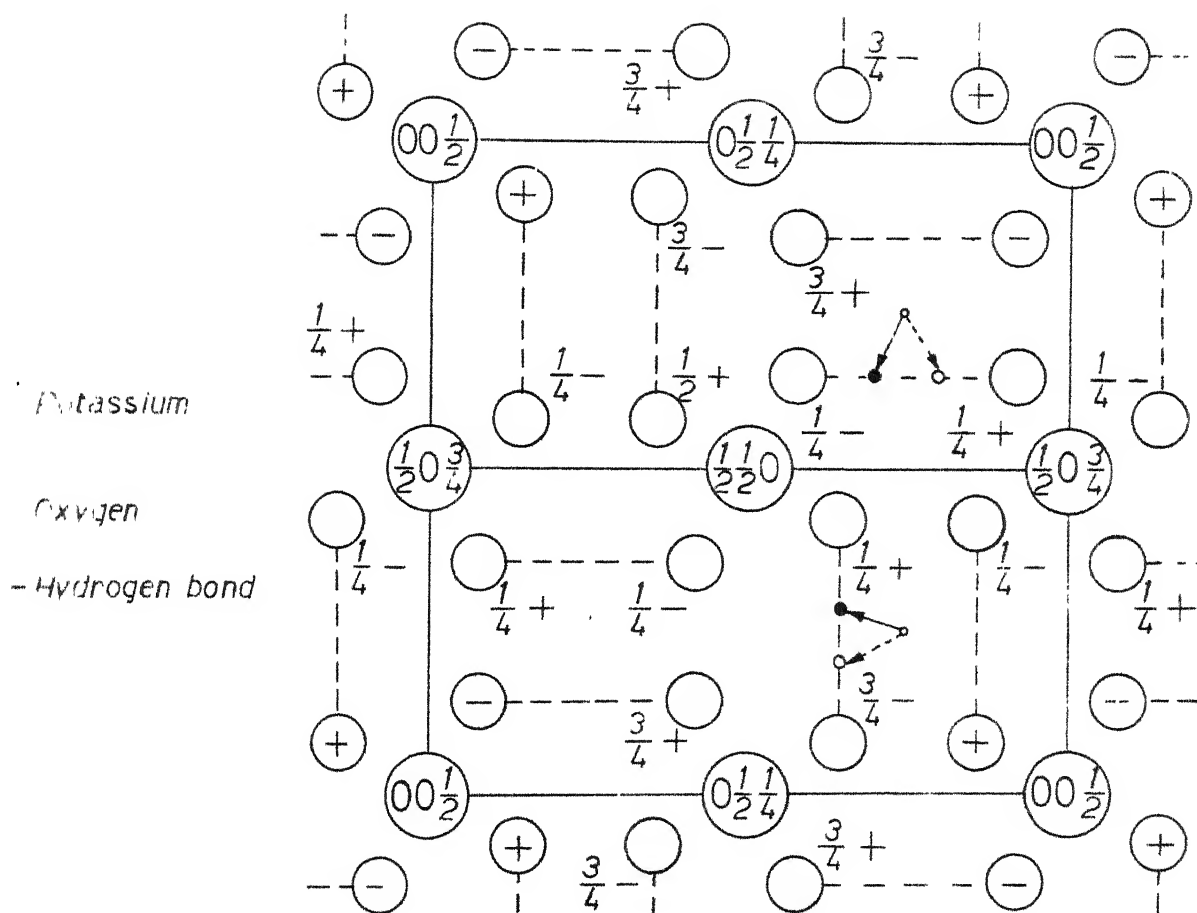 − + 3/4 + 3/4 − + −
00 1/2 0 1/2 1/4 00 1/2
− + 3/4 − − +
3/4 +
1/4 +
1/4 − 1/2 + 1/4 − 1/4 + 1/4 −
Potassium
1/2 0 3/4 1/2 1/2 0 1/2 0 3/4
Oxygen
1/4 − 1/4 + 1/4 − 1/4 + 1/4 − 1/4 +
– Hydrogen bond
− 3/4 + 3/4 − −
+ +
00 1/2 0 1/2 1/4 00 1/2
+ 3/4 + +
− 3/4 − −